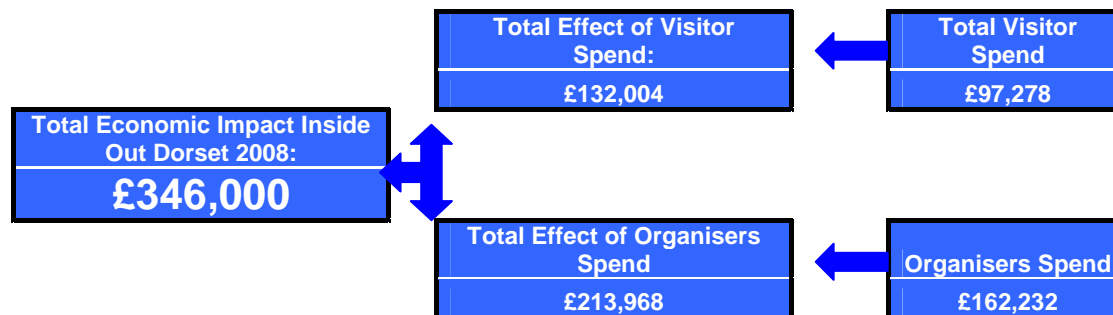 Total Effect of Visitor
Spend:
£132,004
Total Visitor
Spend
£97,278
Total Economic Impact Inside
Out Dorset 2008:
£346,000
Total Effect of Organisers
Spend
£213,968
Organisers Spend
£162,232